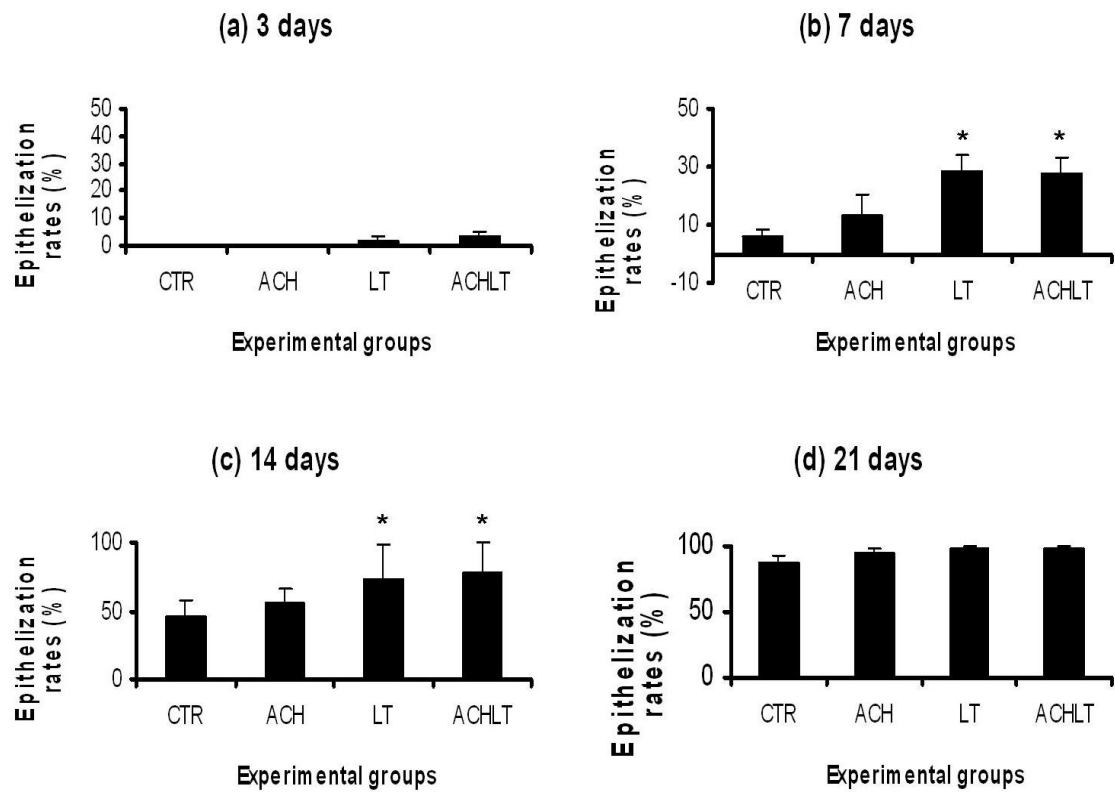 (a) 3 days
Epithelization
rates (%)
50
40
30
20
10
0
CTR ACH LT ACHLT
Experimental groups
(b) 7 days
Epithelization
rates (%)
50
30
10
-10
* *
CTR ACH LT ACHLT
Experimental groups
(c) 14 days
Epithelization
rates (%)
100
50
0
* *
CTR ACH LT ACHLT
Experimental groups
(d) 21 days
Epithelization
rates (%)
100
50
0
CTR ACH LT ACHLT
Experimental groups